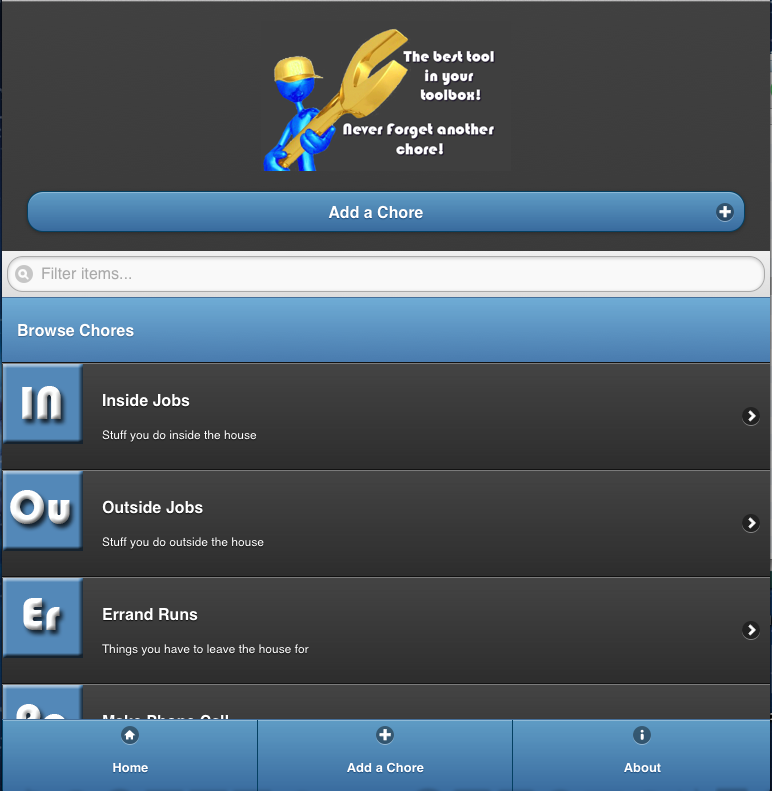 The best tool
in your
toolbox!
Never Forget another
chore!
Add a Chore
Filter items...
Browse Chores
In
Inside Jobs
Stuff you do inside the house
Ou
Outside Jobs
Stuff you do outside the house
Er
Errand Runs
Things you have to leave the house for
Make Phone Call
Home
Add a Chore
About